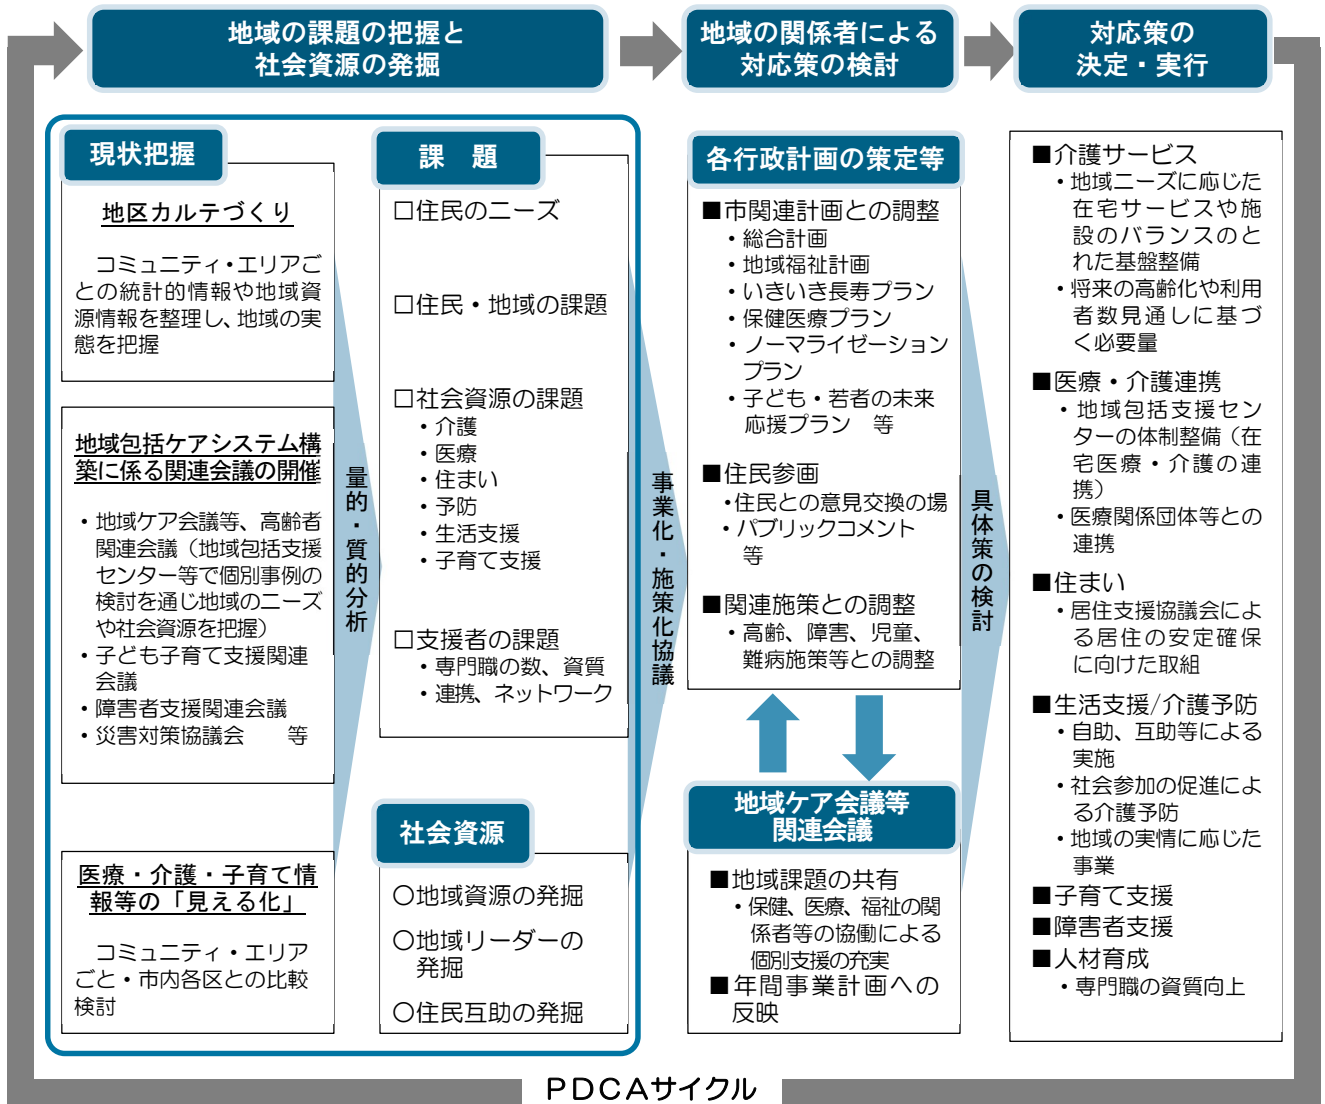 地域の課題の把握と
社会資源の発掘
地域の関係者による
対応策の検討
対応策の
決定・実行
現状把握
地区カルテづくり
コミュニティ・エリアご
との統計的情報や地域資
源情報を整理し、地域の実
態を把握
地域包括ケアシステム構
築に係る関連会議の開催
・地域ケア会議等、高齢者
関連会議（地域包括支援
センター等で個別事例の
検討を通じ地域のニーズ
や社会資源を把握）
・子ども子育て支援関連
会議
・障害者支援関連会議
・災害対策協議会　等
医療・介護・子育て情
報等の「見える化」
コミュニティ・エリア
ごと・市内各区との比較
検討
量的・質的分析
課　題
□住民のニーズ
□住民・地域の課題
□社会資源の課題
・介護
・医療
・住まい
・予防
・生活支援
・子育て支援
□支援者の課題
・専門職の数、資質
・連携、ネットワーク
社会資源
○地域資源の発掘
○地域リーダーの
発掘
○住民互助の発掘
事業化・施策化協議
各行政計画の策定等
■市関連計画との調整
・総合計画
・地域福祉計画
・いきいき長寿プラン
・保健医療プラン
・ノーマライゼーション
プラン
・子ども・若者の未来
応援プラン　等
■住民参画
・住民との意見交換の場
・パブリックコメント
等
■関連施策との調整
・高齢、障害、児童、
難病施策等との調整
地域ケア会議等
関連会議
■地域課題の共有
・保健、医療、福祉の関
係者等の協働による
個別支援の充実
■年間事業計画への
反映
具体策の検討
■介護サービス
・地域ニーズに応じた
在宅サービスや施
設のバランスのと
れた基盤整備
・将来の高齢化や利用
者数見通しに基づ
く必要量
■医療・介護連携
・地域包括支援セン
ターの体制整備（在
宅医療・介護の連
携）
・医療関係団体等との
連携
■住まい
・居住支援協議会によ
る居住の安定確保
に向けた取組
■生活支援/介護予防
・自助、互助等による
実施
・社会参加の促進によ
る介護予防
・地域の実情に応じた
事業
■子育て支援
■障害者支援
■人材育成
・専門職の資質向上
PDCAサイクル